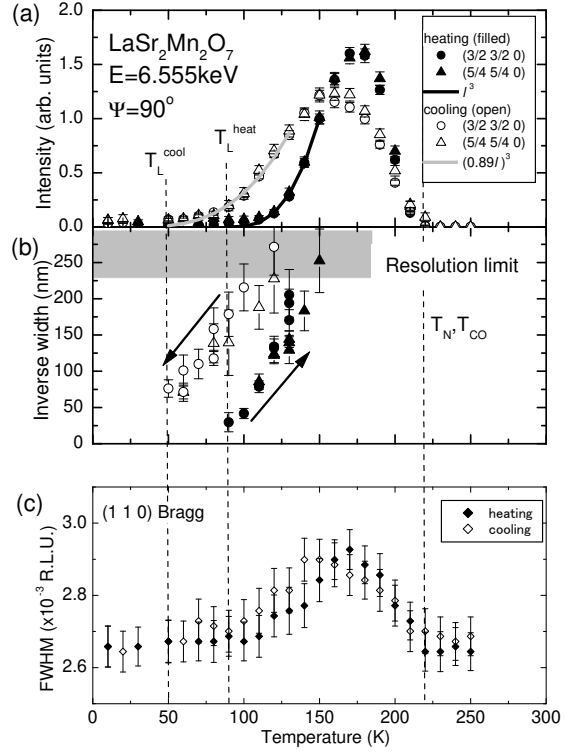 (a)
LaSr₂Mn₂O₇
E=6.555keV
Ψ=90°
T_L^cool
T_L^heat
heating (filled)
(3/2 3/2 0)
(5/4 5/4 0)
l³
cooling (open)
(3/2 3/2 0)
(5/4 5/4 0)
(0.89l)³
Intensity (arb. units)
2.0
1.5
1.0
0.5
0.0
(b)
Resolution limit
T_N, T_CO
Inverse width (nm)
250
200
150
100
50
0
(c)
(1 1 0) Bragg
heating
cooling
FWHM (x10⁻³ R.L.U.)
3.0
2.8
2.6
0 50 100 150 200 250 300
Temperature (K)